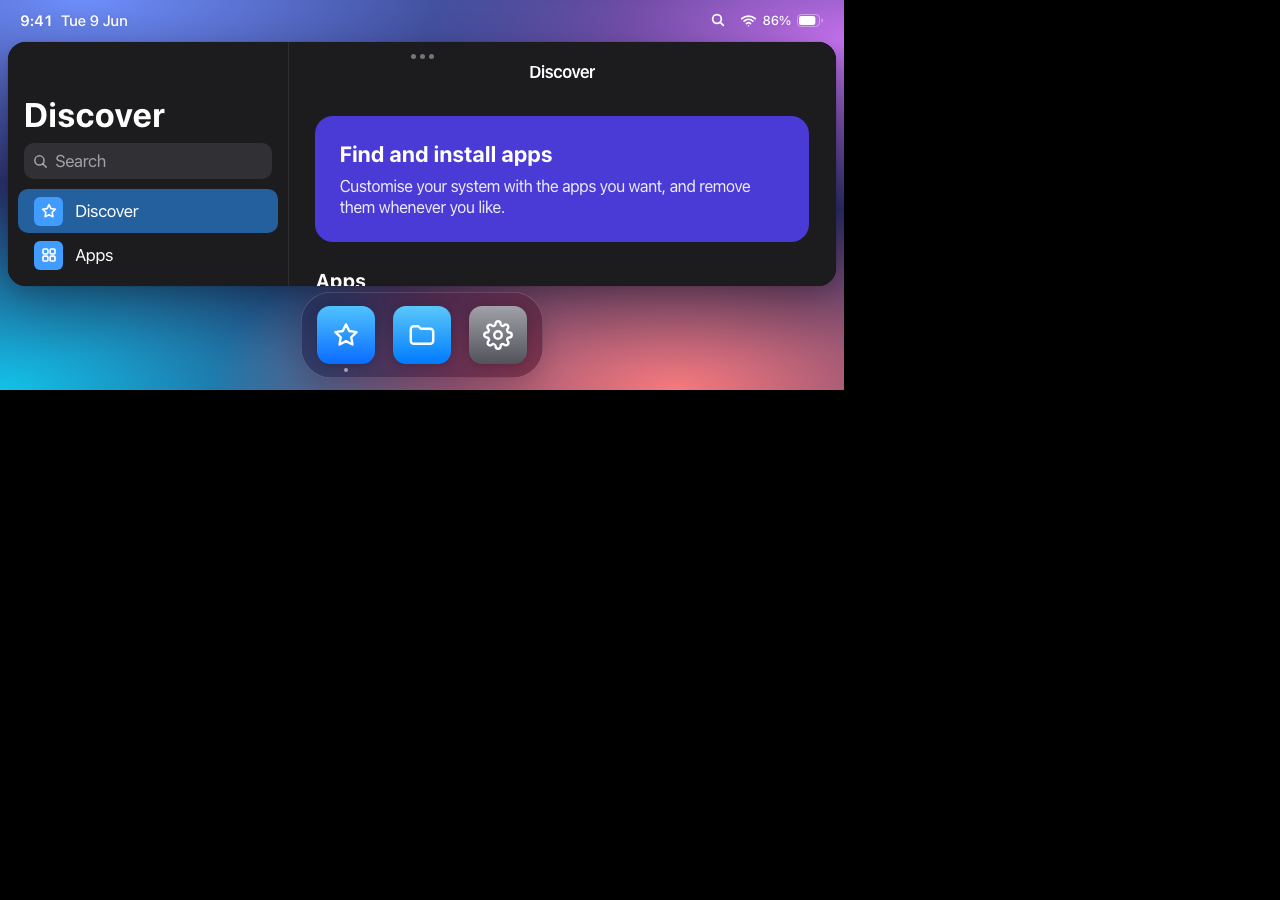 9:41 Tue 9 Jun
86%
Discover
Search
Discover
Apps
Discover
Find and install apps
Customise your system with the apps you want, and remove
them whenever you like.
Apps